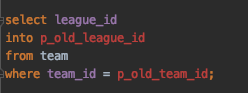 select league_id
into p_old_league_id
from team
where team_id = p_old_team_id;